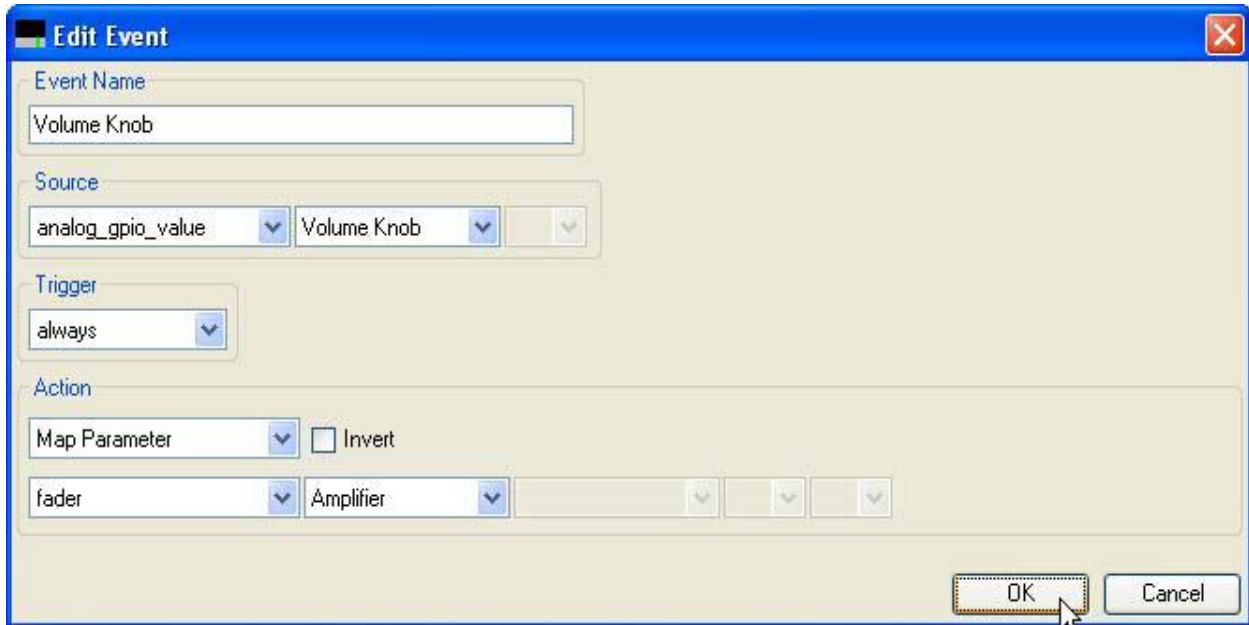 Edit Event
Event Name
Volume Knob
Source
analog_gpio_value Volume Knob
Trigger
always
Action
Map Parameter Invert
fader Amplifier
OK Cancel